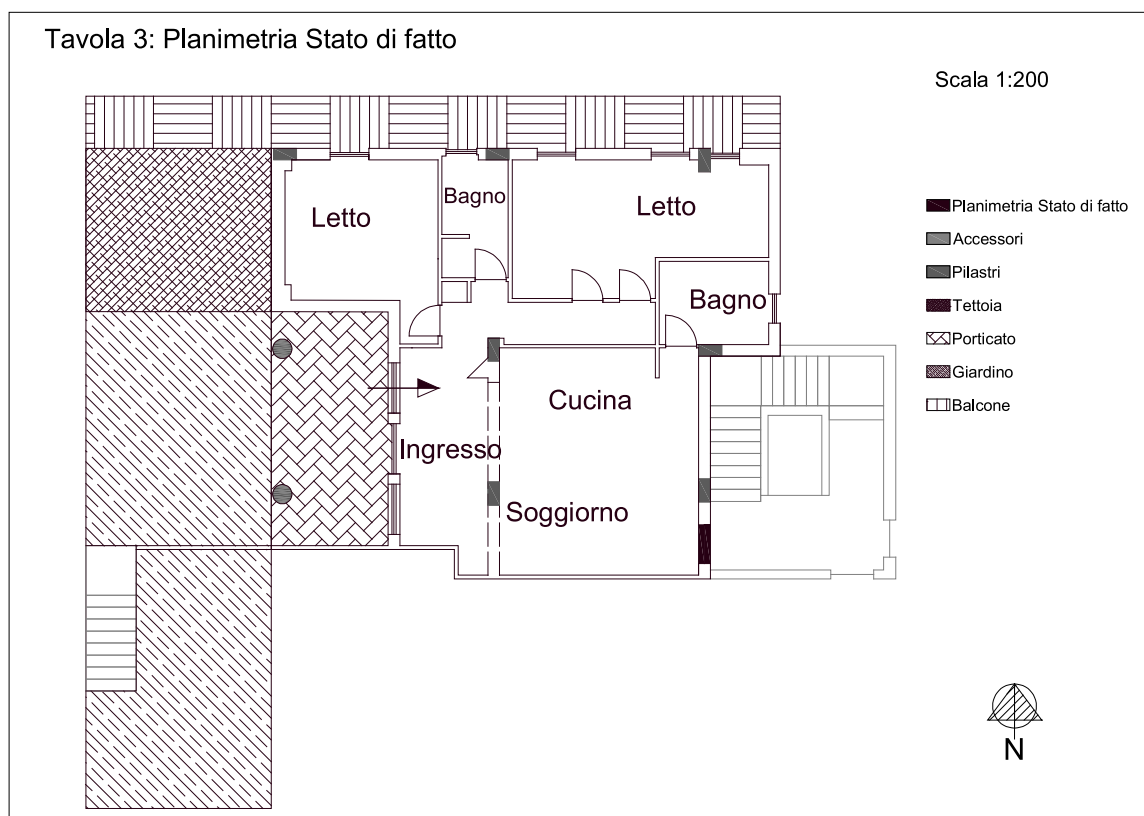 Tavola 3: Planimetria Stato di fatto
Scala 1:200
Letto
Bagno
Letto
Bagno
Cucina
Ingresso
Soggiorno
Planimetria Stato di fatto
Accessori
Pilastri
Tettoia
Porticato
Giardino
Balcone
N